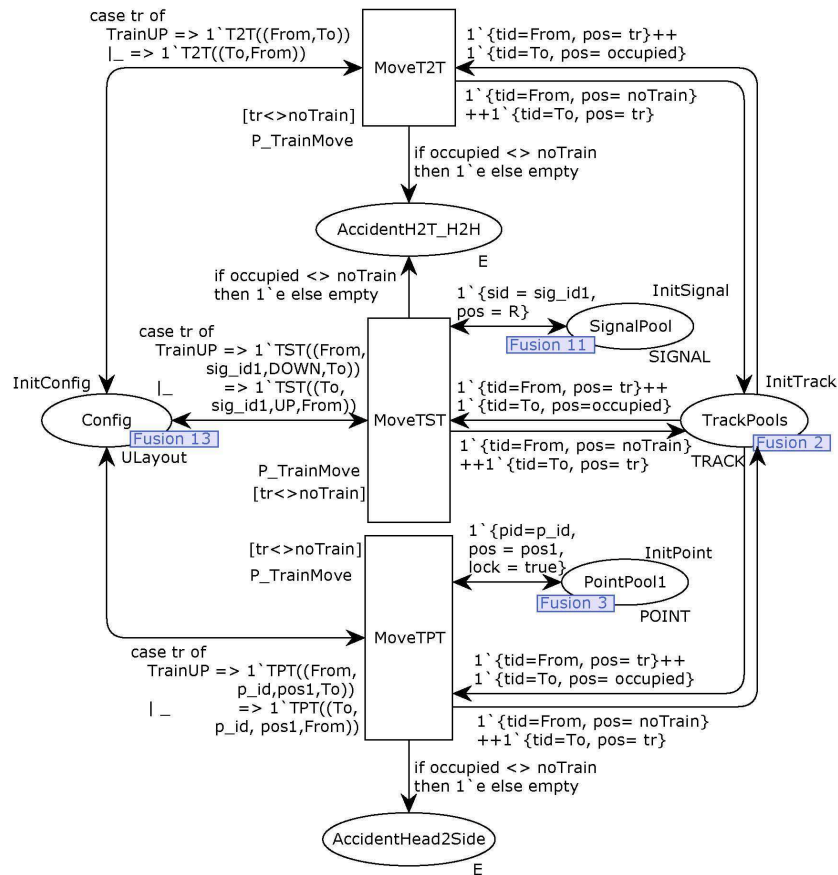 case tr of
TrainUP => 1`T2T((From,To))
|_ => 1`T2T((To,From))
MoveT2T
1`{tid=From, pos= tr}++
1`{tid=To, pos= occupied}
1`{tid=From, pos= noTrain}
++1`{tid=To, pos= tr}
[tr<>noTrain]
P_TrainMove
if occupied <> noTrain
then 1`e else empty
AccidentH2T_H2H
E
if occupied <> noTrain
then 1`e else empty
1`{sid = sig_id1,
pos = R}
InitSignal
SignalPool
Fusion 11
SIGNAL
case tr of
TrainUP => 1`TST((From,
sig_id1,DOWN,To))
|_ => 1`TST((To,
sig_id1,UP,From))
InitConfig
Config
Fusion 13
ULayout
MoveTST
1`{tid=From, pos= tr}++
1`{tid=To, pos=occupied}
1`{tid=From, pos= noTrain}
++1`{tid=To, pos= tr}
InitTrack
TrackPools
Fusion 2
TRACK
P_TrainMove
[tr<>noTrain]
[tr<>noTrain]
P_TrainMove
1`{pid=p_id,
pos = pos1,
lock = true}
InitPoint
PointPool1
Fusion 3
POINT
MoveTPT
case tr of
TrainUP => 1`TPT((From,
p_id,pos1,To))
| _ => 1`TPT((To,
p_id, pos1,From))
1`{tid=From, pos= tr}++
1`{tid=To, pos= occupied}
1`{tid=From, pos= noTrain}
++1`{tid=To, pos= tr}
if occupied <> noTrain
then 1`e else empty
AccidentHead2Side
E